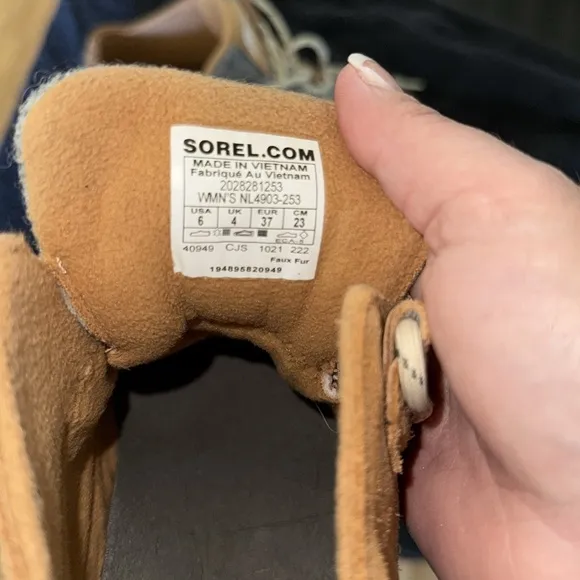 SOREL.COM
MADE IN VIETNAM
Fabriqué Au Vietnam
2028281253
WMN'S NL4903-253
USA UK EUR CM
6 4 37 23
ECA-S
40949 CJS 1021 222
Faux Fur
194895820949